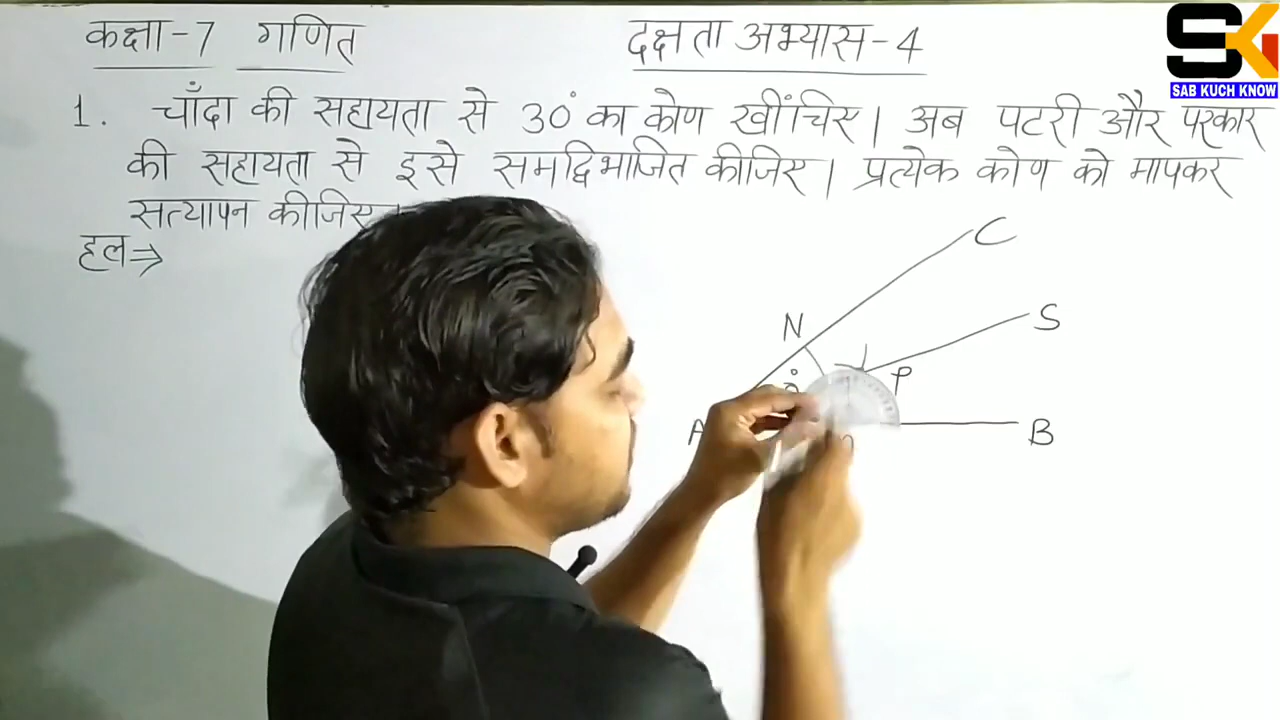 कक्षा-7 गणित
दक्षता अभ्यास-4
SK
SAB KUCH KNOW
1. चाँदा की सहायता से 30° का कोण खींचिए। अब पटरी और परकार
की सहायता से इसे समद्विभाजित कीजिए। प्रत्येक कोण को मापकर
सत्यापन कीजिए
हल⇒
C
N
S
P
A
B